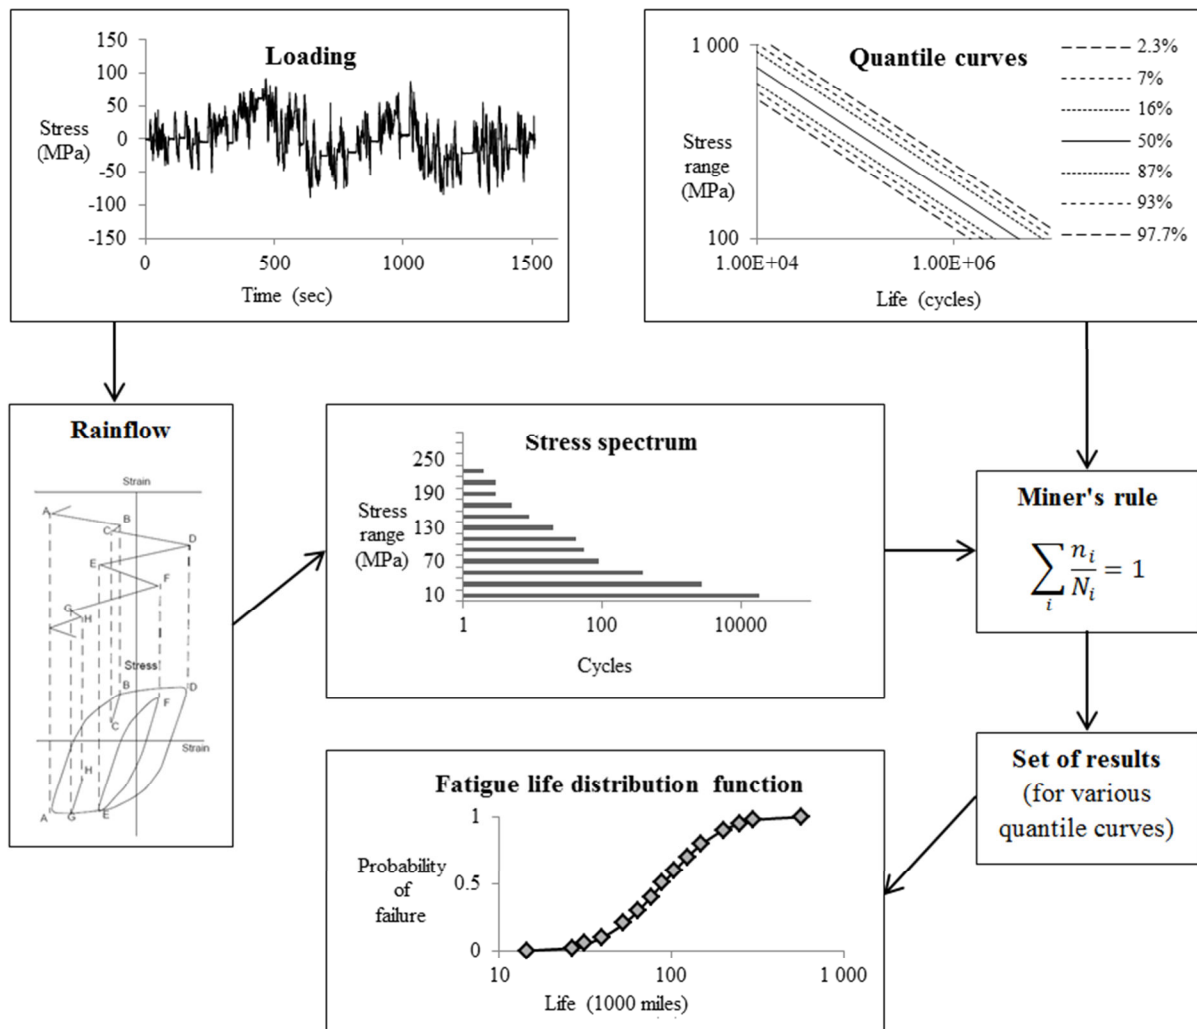 Loading
150
100
50
0
-50
-100
-150
Stress
(MPa)
0
500
1000
1500
Time (sec)
Quantile curves
1 000
100
Stress
range
(MPa)
1.00E+04
1.00E+06
Life (cycles)
2.3%
7%
16%
50%
87%
93%
97.7%
Rainflow
Strain
A
B
C
D
E
F
G
H
Stress
B
D
F
C
Strain
H
A
G
E
Stress spectrum
250
190
130
70
10
Stress
range
(MPa)
1
100
10000
Cycles
Miner's rule
∑ n_i/N_i = 1
i
Set of results
(for various
quantile curves)
Fatigue life distribution function
1
0.5
0
Probability
of
failure
10
100
1 000
Life (1000 miles)